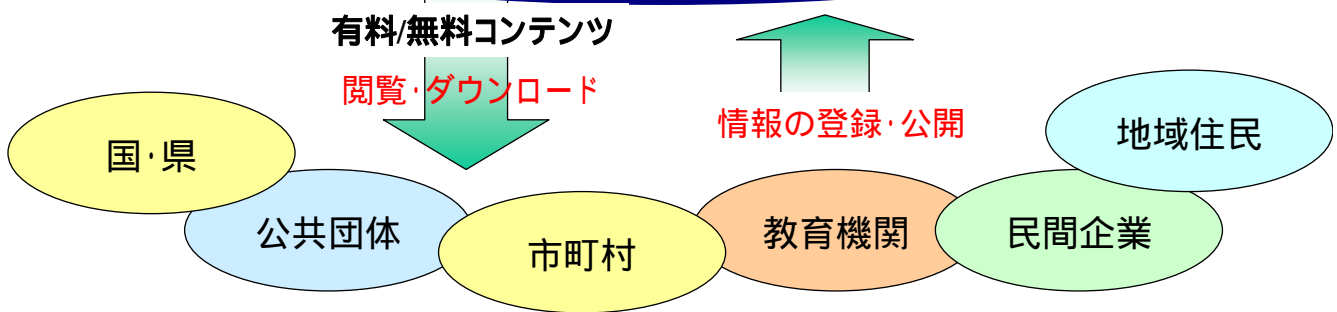 有料/無料コンテンツ
閲覧・ダウンロード
情報の登録・公開
国・県
地域住民
公共団体
市町村
教育機関
民間企業